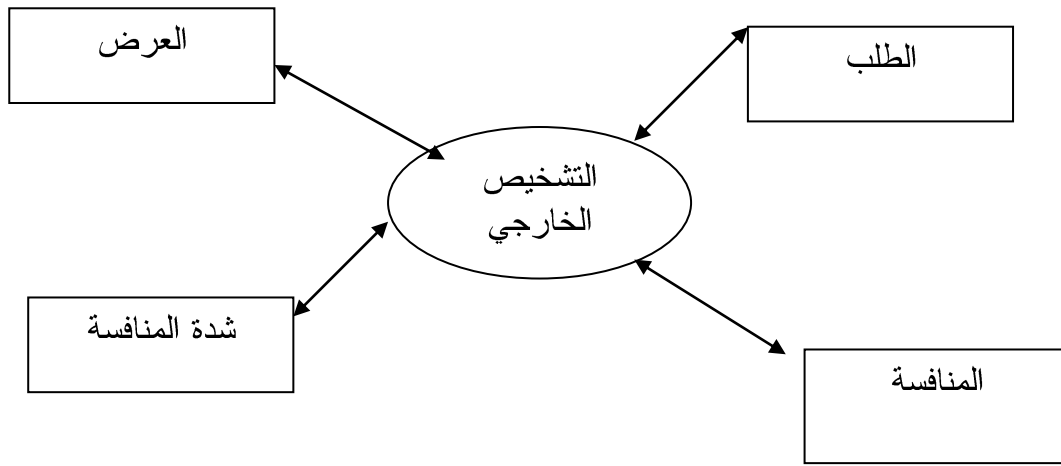 الطلب
العرض
التشخيص
الخارجي
شدة المنافسة
المنافسة